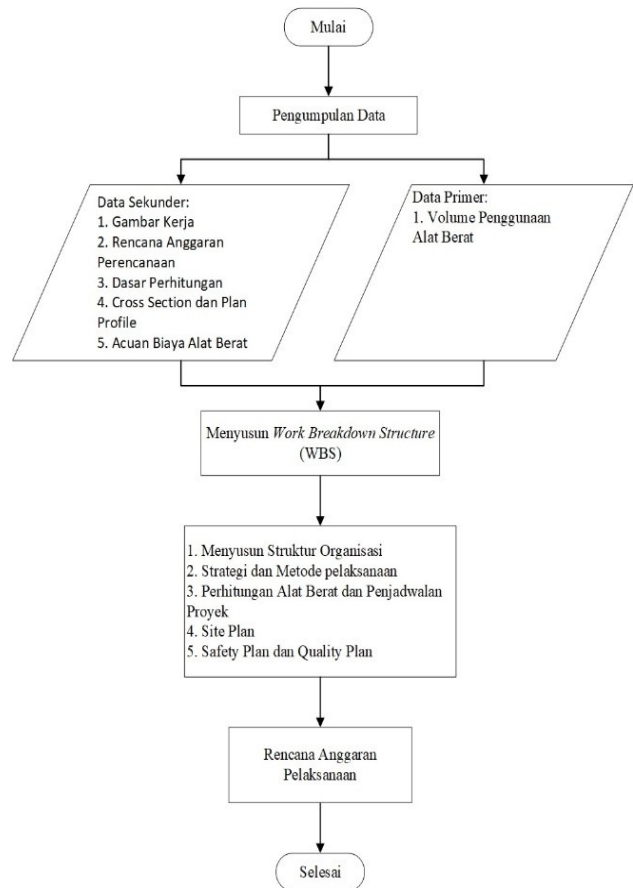 Mulai
Pengumpulan Data
Data Sekunder:
1. Gambar Kerja
2. Rencana Anggaran
Perencanaan
3. Dasar Perhitungan
4. Cross Section dan Plan
Profile
5. Acuan Biaya Alat Berat
Data Primer:
1. Volume Penggunaan
Alat Berat
Menyusun Work Breakdown Structure
(WBS)
1. Menyusun Struktur Organisasi
2. Strategi dan Metode pelaksanaan
3. Perhitungan Alat Berat dan Penjadwalan
Proyek
4. Site Plan
5. Safety Plan dan Quality Plan
Rencana Anggaran
Pelaksanaan
Selesai